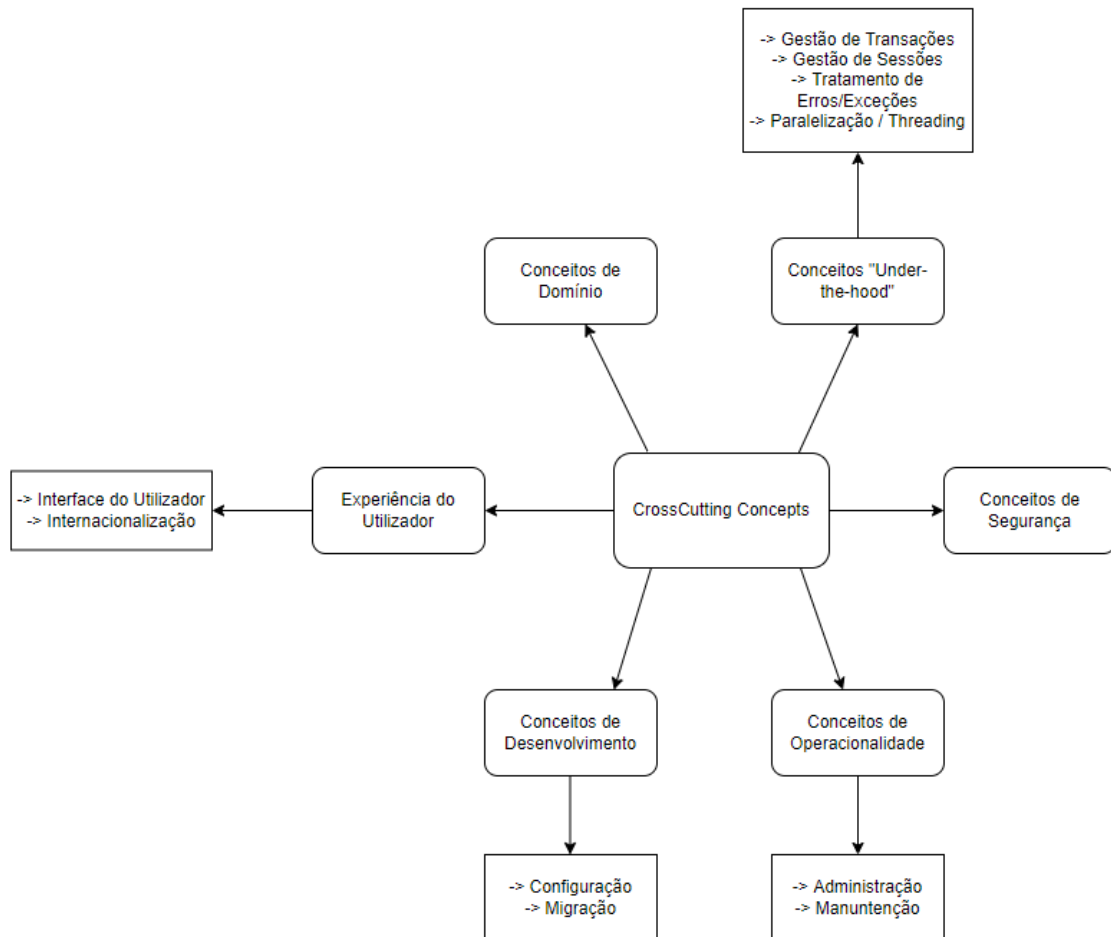 -> Gestão de Transações
-> Gestão de Sessões
-> Tratamento de
Erros/Exceções
-> Paralelização / Threading
Conceitos de
Domínio
Conceitos "Under-
the-hood"
-> Interface do Utilizador
-> Internacionalização
Experiência do
Utilizador
CrossCutting Concepts
Conceitos de
Segurança
Conceitos de
Desenvolvimento
Conceitos de
Operacionalidade
-> Configuração
-> Migração
-> Administração
-> Manuntenção